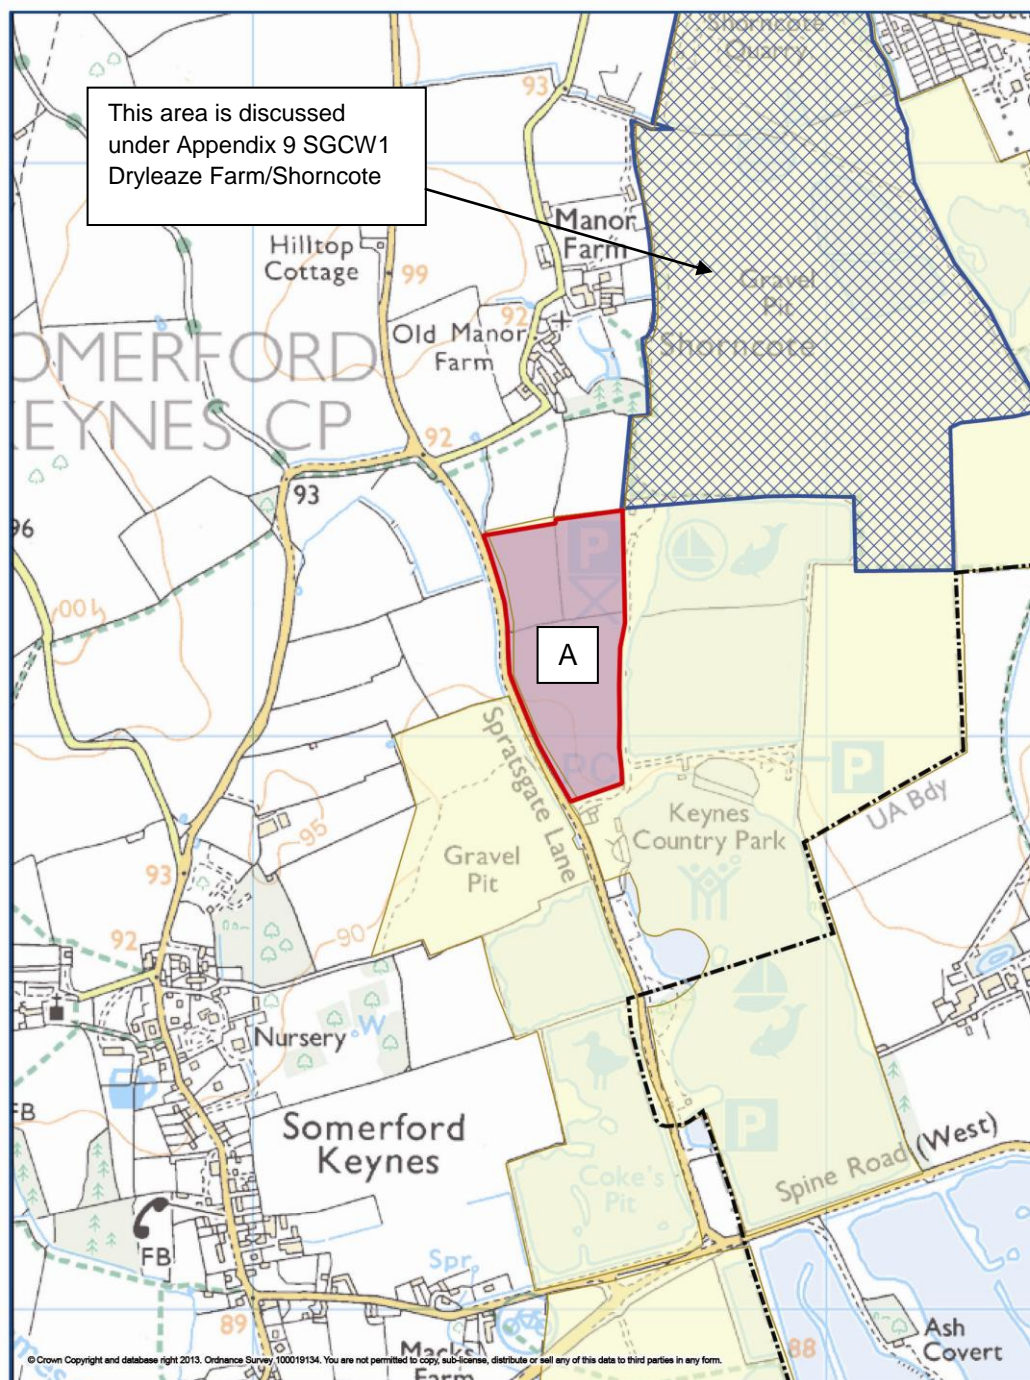 Shorncote
Quarry
This area is discussed
under Appendix 9 SGCW1
Dryleaze Farm/Shorncote
93
Manor
Farm
Hilltop
Cottage
99
Gravel
Pit
92
Old Manor
Farm
Shorncote
OMERFORD
KEYNES CP
92
93
96
P
100
A
Spratsgate Lane
PC
P
UA Bdy
Keynes
Country Park
95
Gravel
Pit
93
90
92
W
Nursery
FB
Somerford
Keynes
P
Spine Road (West)
Coke's
Pit
FB
Spr
89
Ash
Covert
88
Macks
Farm
© Crown Copyright and database right 2013. Ordnance Survey 100019134. You are not permitted to copy, sub-license, distribute or sell any of this data to third parties in any form.